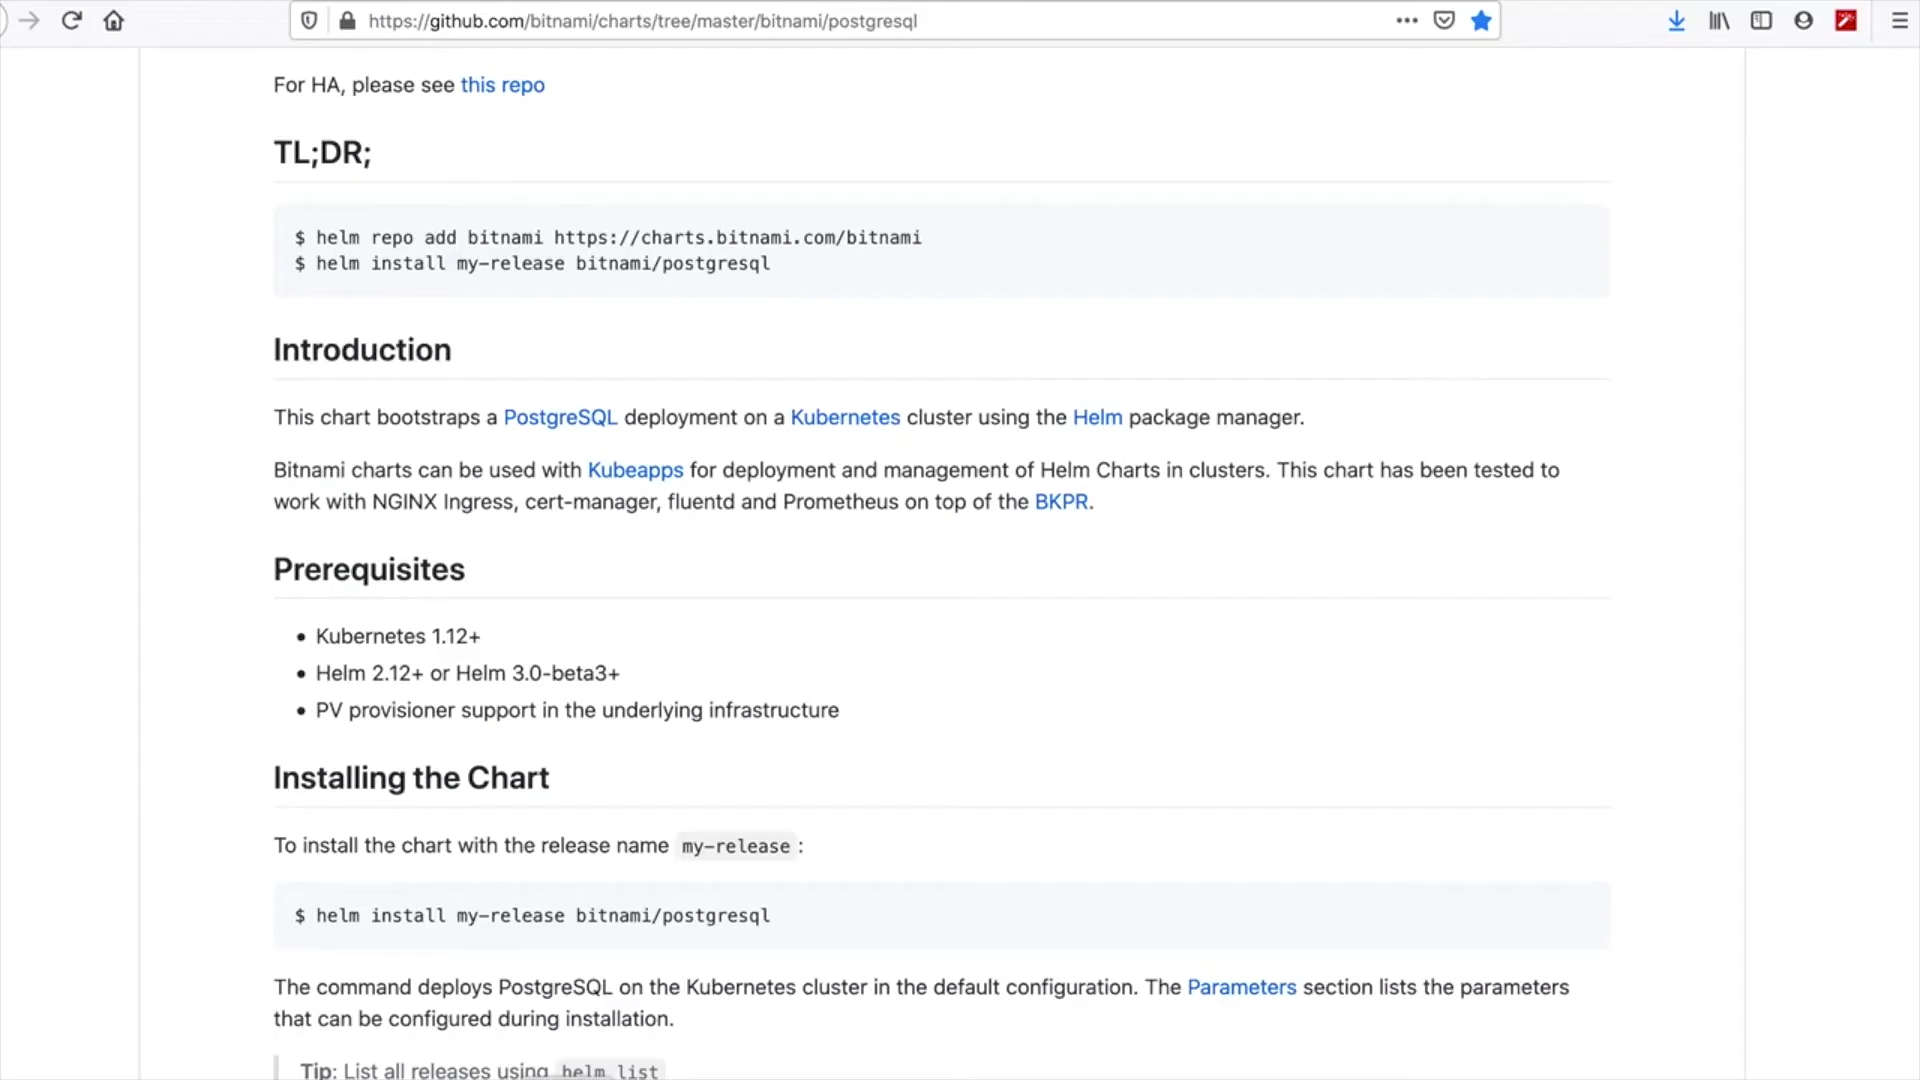 https://github.com/bitnami/charts/tree/master/bitnami/postgresql
For HA, please see this repo
TL;DR;
$ helm repo add bitnami https://charts.bitnami.com/bitnami
$ helm install my-release bitnami/postgresql
Introduction
This chart bootstraps a PostgreSQL deployment on a Kubernetes cluster using the Helm package manager.
Bitnami charts can be used with Kubeapps for deployment and management of Helm Charts in clusters. This chart has been tested to
work with NGINX Ingress, cert-manager, fluentd and Prometheus on top of the BKPR.
Prerequisites
• Kubernetes 1.12+
• Helm 2.12+ or Helm 3.0-beta3+
• PV provisioner support in the underlying infrastructure
Installing the Chart
To install the chart with the release name my-release :
$ helm install my-release bitnami/postgresql
The command deploys PostgreSQL on the Kubernetes cluster in the default configuration. The Parameters section lists the parameters
that can be configured during installation.
Tip: List all releases using helm list